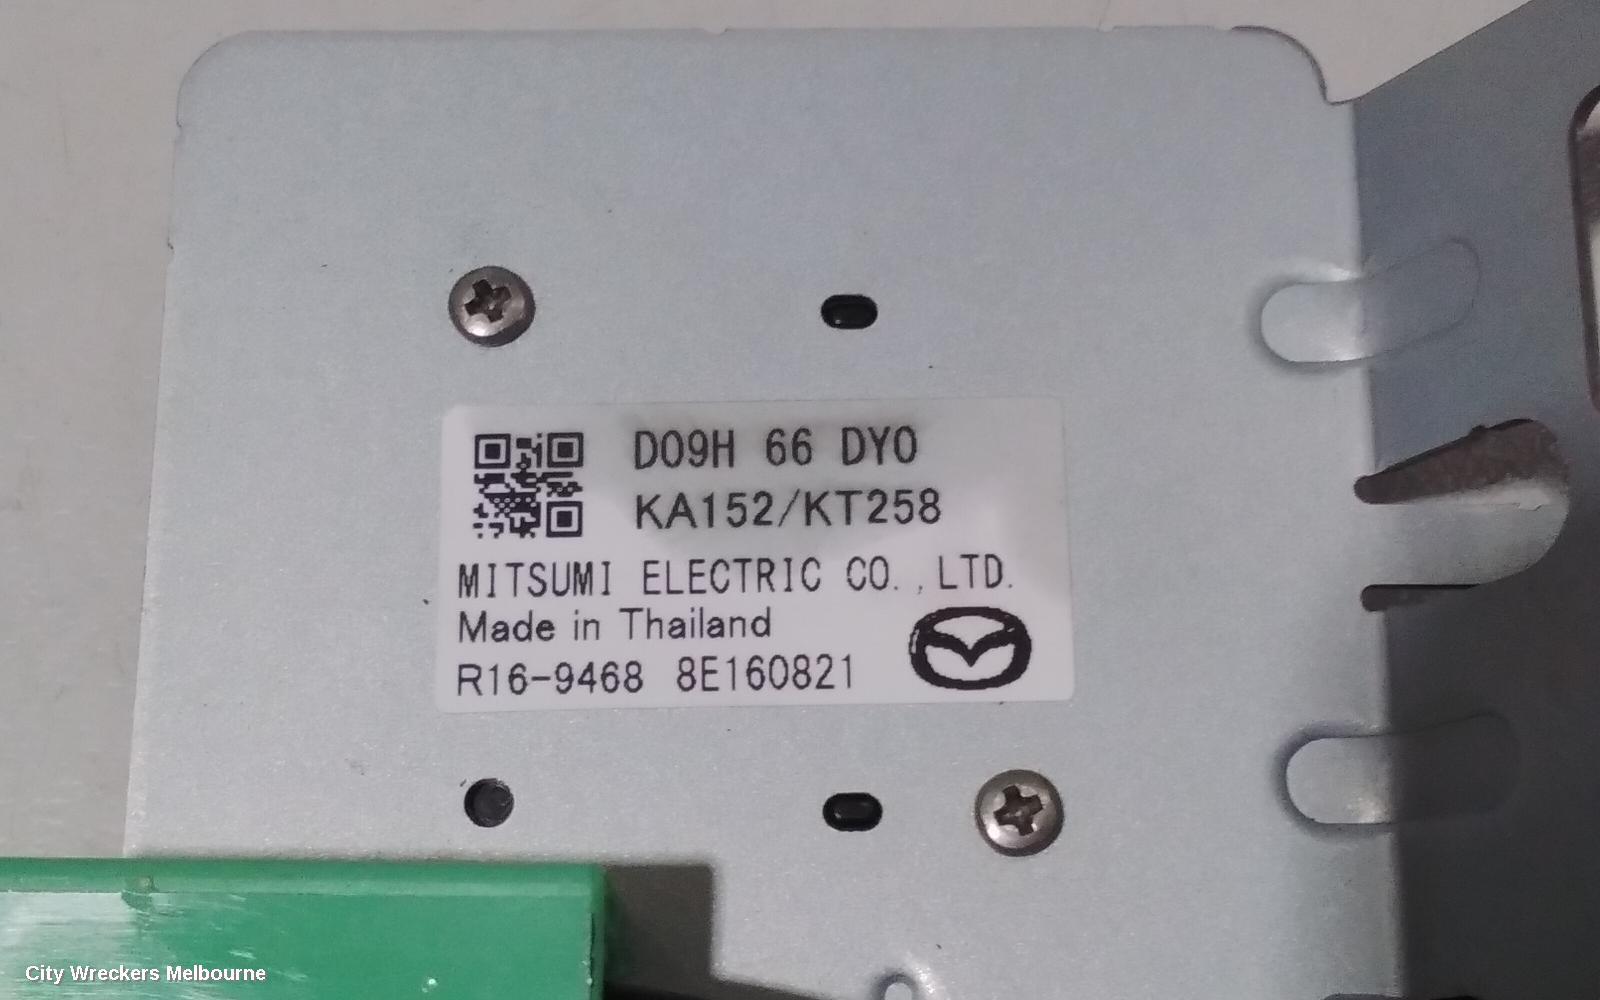 D09H 66 DY0
KA152/KT258
MITSUMI ELECTRIC CO.,LTD.
Made in Thailand
R16-9468 8E160821
City Wreckers Melbourne